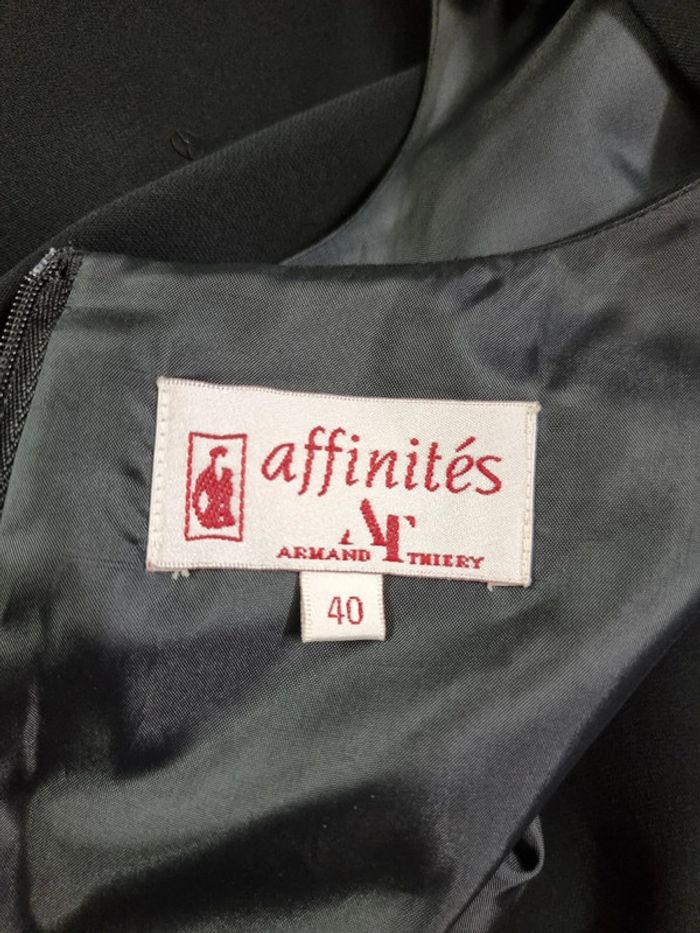 affinités
AT
ARMAND THIERY
40